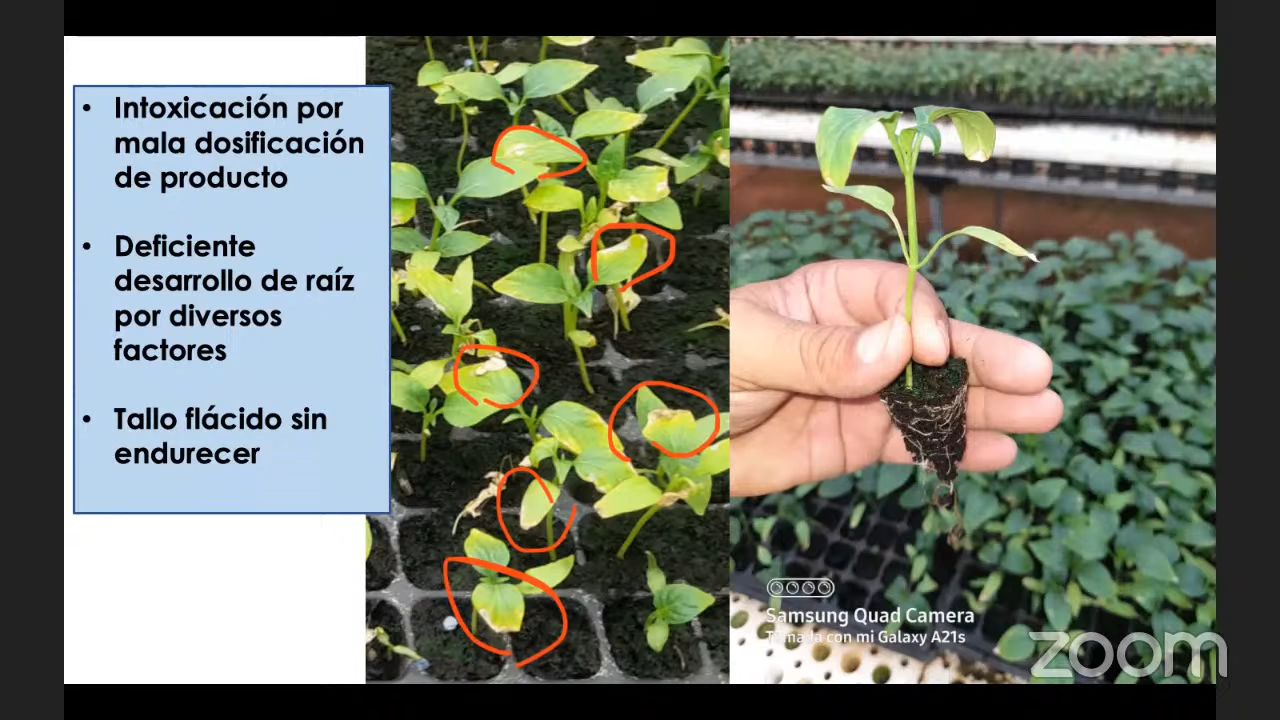 • Intoxicación por
mala dosificación
de producto
• Deficiente
desarrollo de raíz
por diversos
factores
• Tallo flácido sin
endurecer
Samsung Quad Camera
Tomada con mi Galaxy A21s
zoom